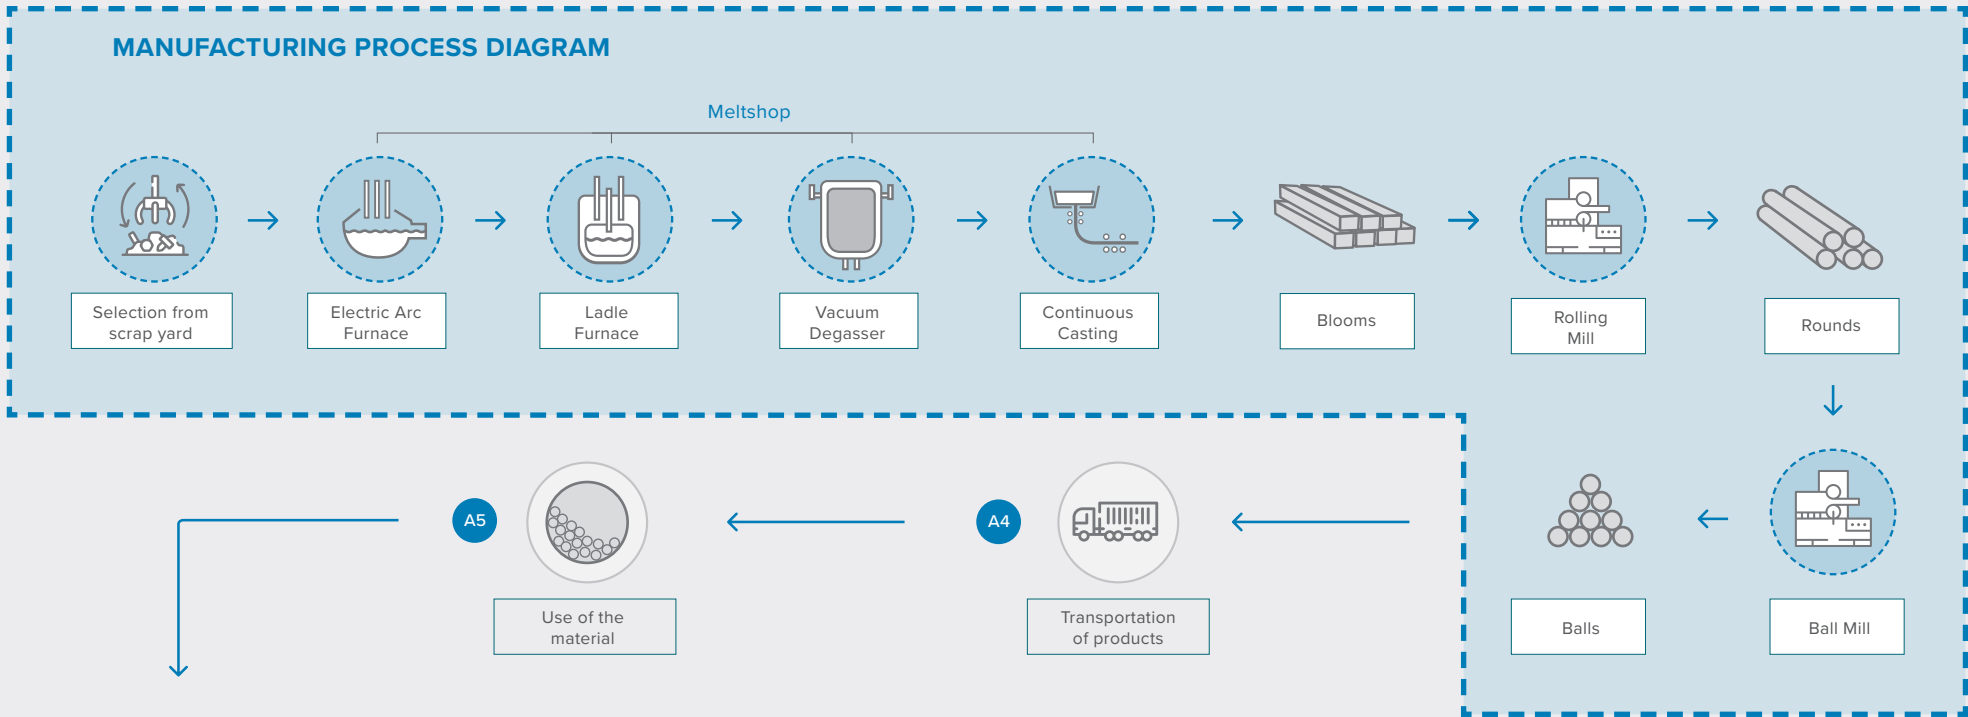 MANUFACTURING PROCESS DIAGRAM
Meltshop
Selection from
scrap yard
Electric Arc
Furnace
Ladle
Furnace
Vacuum
Degasser
Continuous
Casting
Blooms
Rolling
Mill
Rounds
A5
A4
Use of the
material
Transportation
of products
Balls
Ball Mill